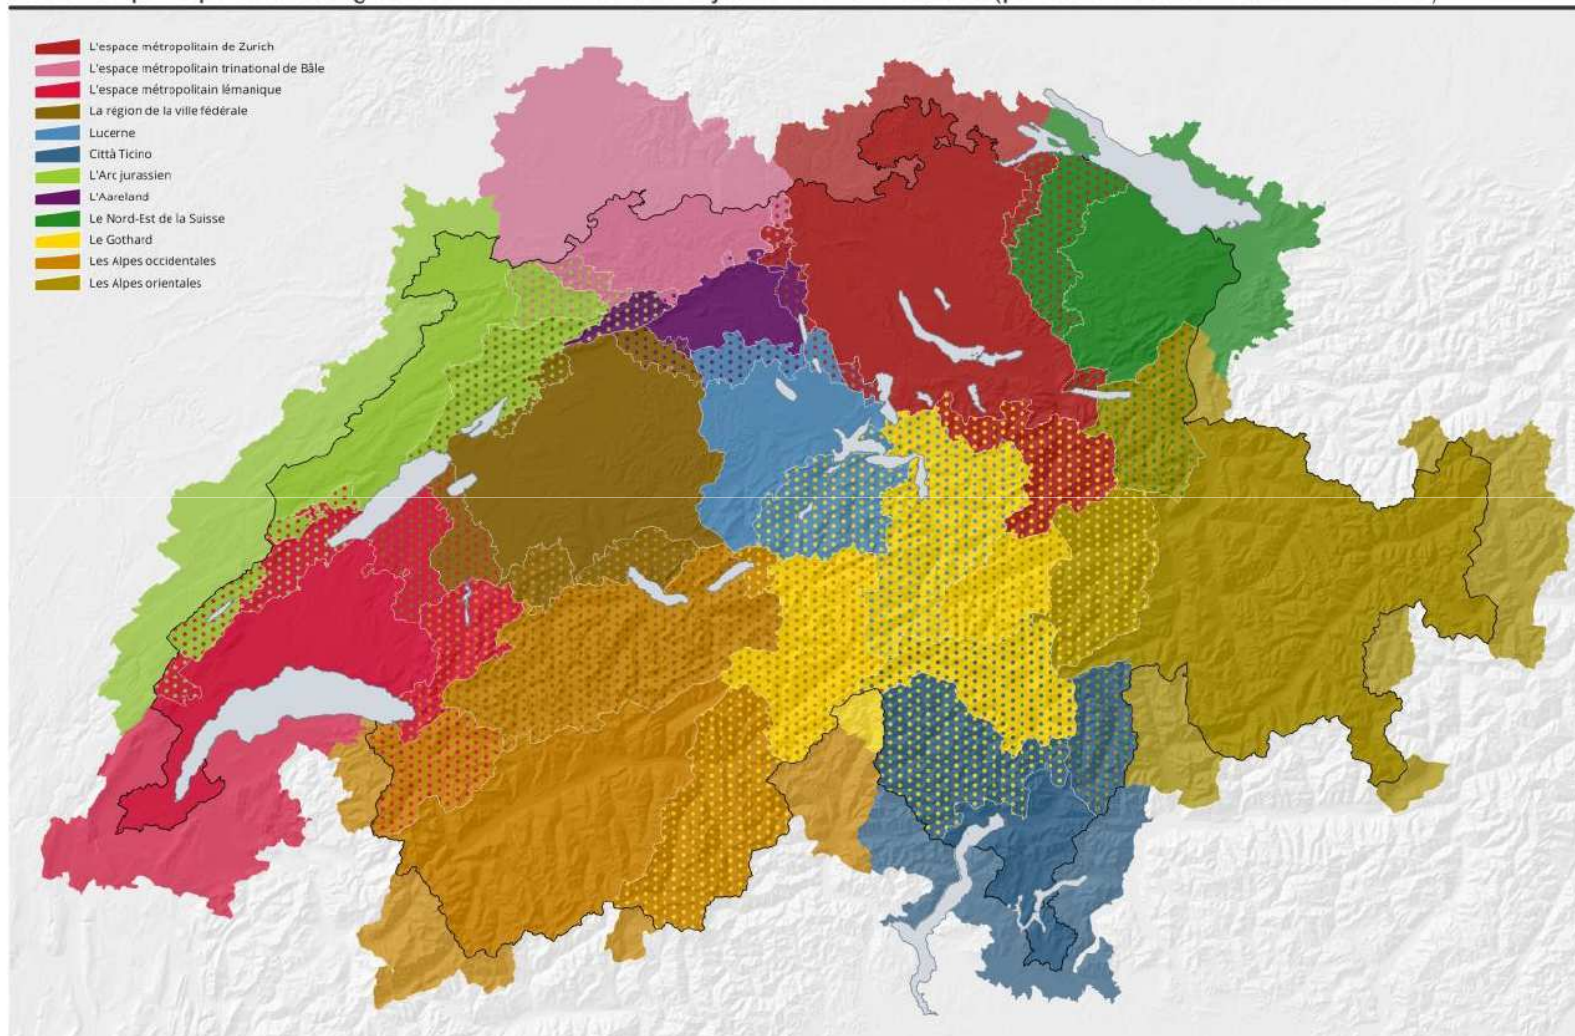 L'espace métropolitain de Zurich
L'espace métropolitain trinational de Bâle
L'espace métropolitain lémanique
La région de la ville fédérale
Lucerne
Città Ticino
L'Arc jurassien
L'Aareland
Le Nord-Est de la Suisse
Le Gothard
Les Alpes occidentales
Les Alpes orientales